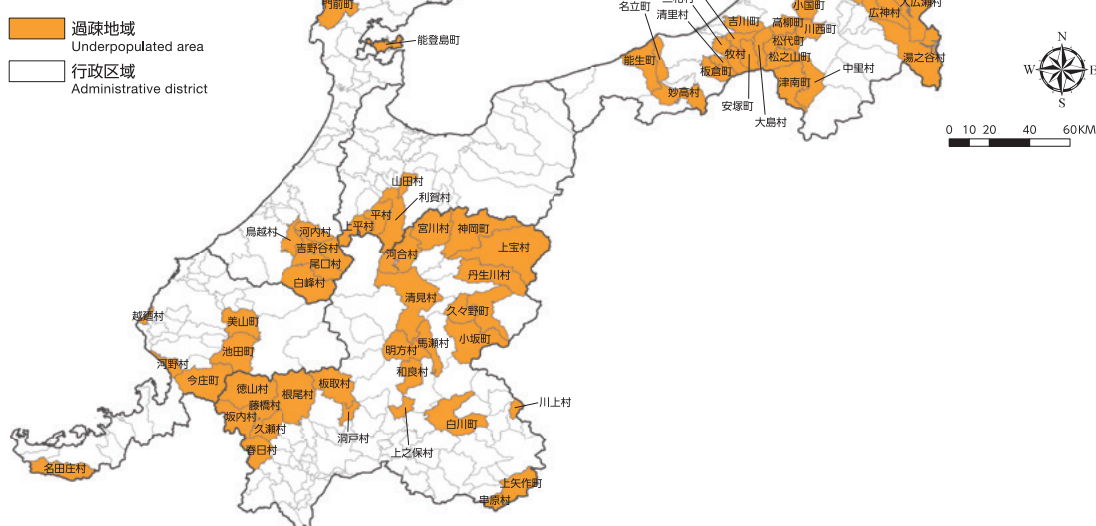 過疎地域
Underpopulated area
行政区域
Administrative district
門前町
能登島町
名立町
清里村
吉川町
小国町
高柳町
川西町
広神村
入広瀬村
湯之谷村
能生町
牧村
板倉町
松代町
松之山町
津南町
中里村
妙高村
安塚町
大島村
N
W
E
S
0 10 20 40 60KM
山田村
利賀村
平村
上平村
鳥越村
河内村
吉野谷村
尾口村
白峰村
宮川村
神岡町
上宝村
河合村
丹生川村
清見村
久々野町
小坂町
馬瀬村
明方村
和良村
越廼村
美山町
池田町
河野村
今庄町
徳山村
藤橋村
坂内村
久瀬村
春日村
根尾村
板取村
洞戸村
上之保村
白川町
川上村
名田庄村
上矢作町
串原村